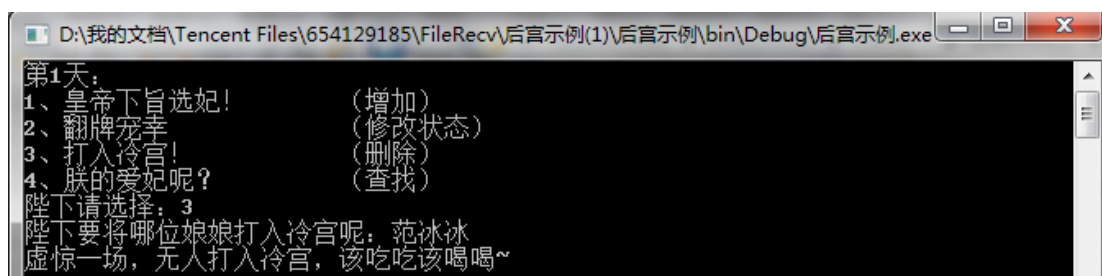 D:\我的文档\Tencent Files\654129185\FileRecv\后宫示例(1)\后宫示例\bin\Debug\后宫示例.exe
第1天：
1、皇帝下旨选妃！ （增加）
2、翻牌宠幸 （修改状态）
3、打入冷宫！ （删除）
4、朕的爱妃呢？ （查找）
陛下请选择：3
陛下要将哪位娘娘打入冷宫呢：范冰冰
虚惊一场，无人打入冷宫，该吃吃该喝喝~